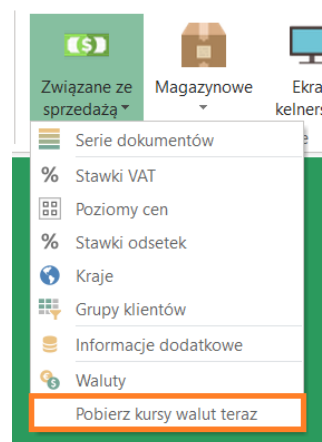 Związane ze
sprzedażą
Magazynowe
Ekra
kelners
Serie dokumentów
Stawki VAT
Poziomy cen
Stawki odsetek
Kraje
Grupy klientów
Informacje dodatkowe
Waluty
Pobierz kursy walut teraz